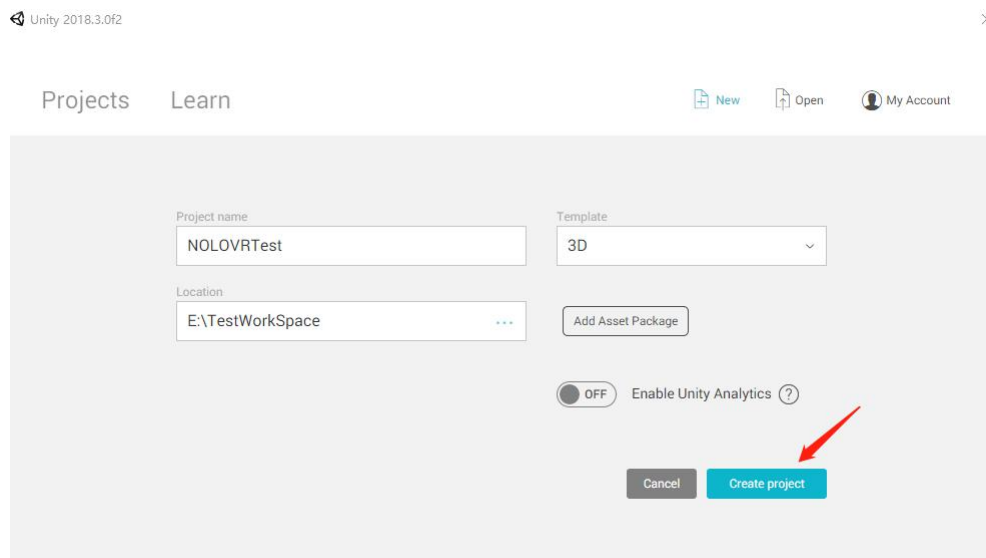 Unity 2018.3.0f2
Projects Learn New Open My Account
Project name Template
NOLOVRTest 3D
Location
E:\TestWorkSpace ... Add Asset Package
OFF Enable Unity Analytics ?
Cancel Create project